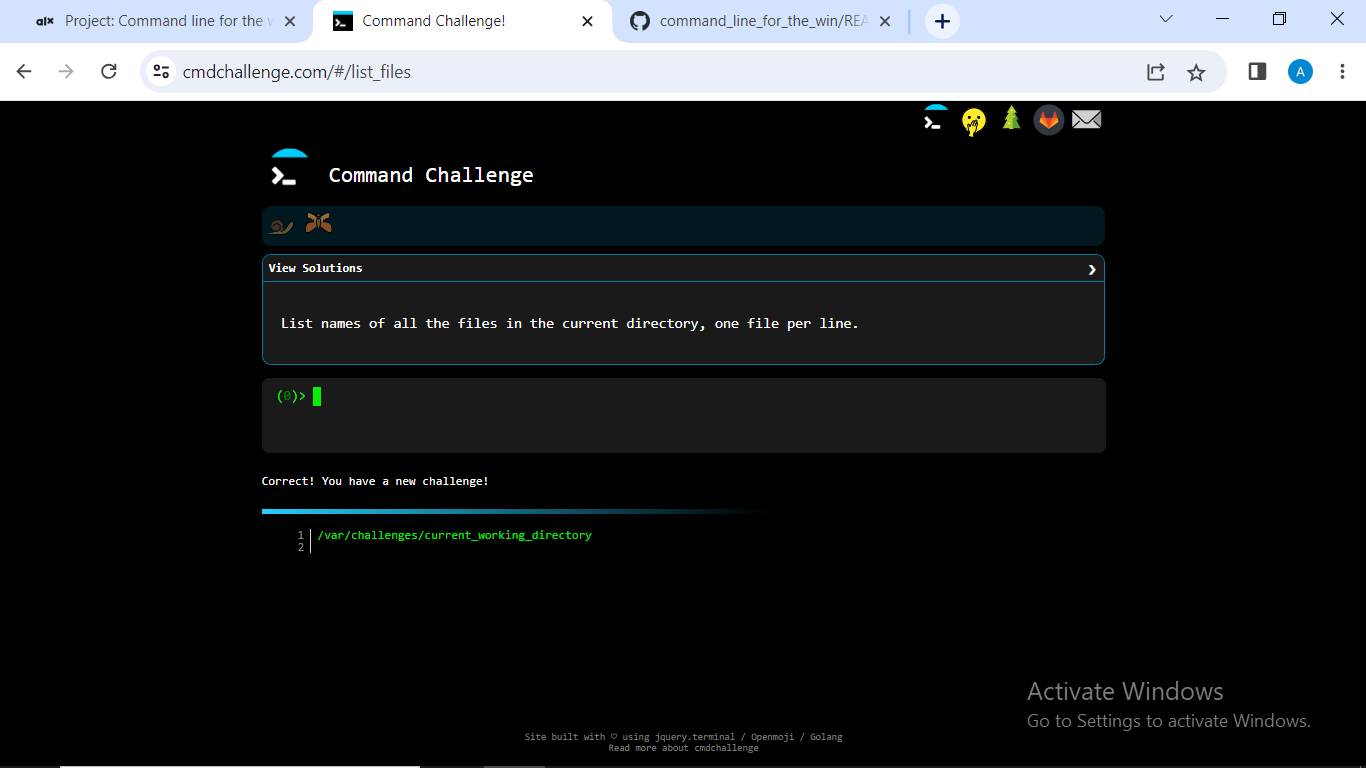 alx Project: Command line for the w
Command Challenge!
command_line_for_the_win/REA
cmdchallenge.com/#/list_files
A
Command Challenge
View Solutions
List names of all the files in the current directory, one file per line.
(0)>
Correct! You have a new challenge!
1 /var/challenges/current_working_directory
2
Activate Windows
Go to Settings to activate Windows.
Site built with ♡ using jquery.terminal / Openmoji / Golang
Read more about cmdchallenge